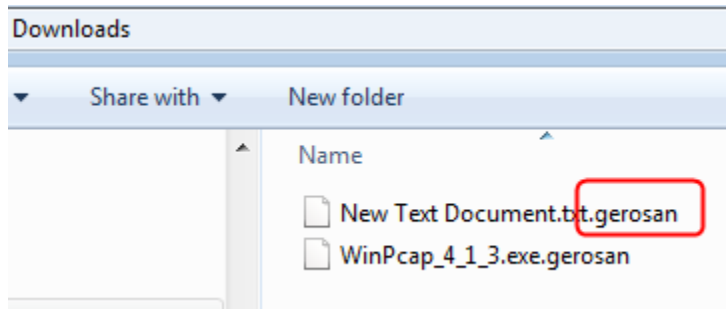 Downloads
Share with New folder
Name
New Text Document.txt.gerosan
WinPcap_4_1_3.exe.gerosan